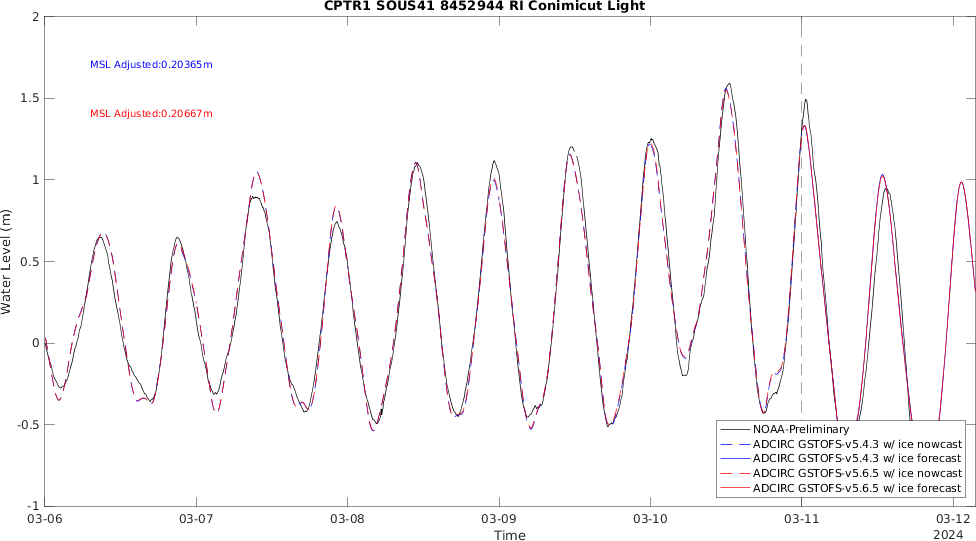 CPTR1 SOUS41 8452944 RI Conimicut Light
MSL Adjusted:0.20365m
MSL Adjusted:0.20667m
Water Level (m)
2
1.5
1
0.5
0
-0.5
-1
NOAA-Preliminary
ADCIRC GSTOFS-v5.4.3 w/ ice nowcast
ADCIRC GSTOFS-v5.4.3 w/ ice forecast
ADCIRC GSTOFS-v5.6.5 w/ ice nowcast
ADCIRC GSTOFS-v5.6.5 w/ ice forecast
03-06 03-07 03-08 03-09 03-10 03-11 03-12
Time
2024